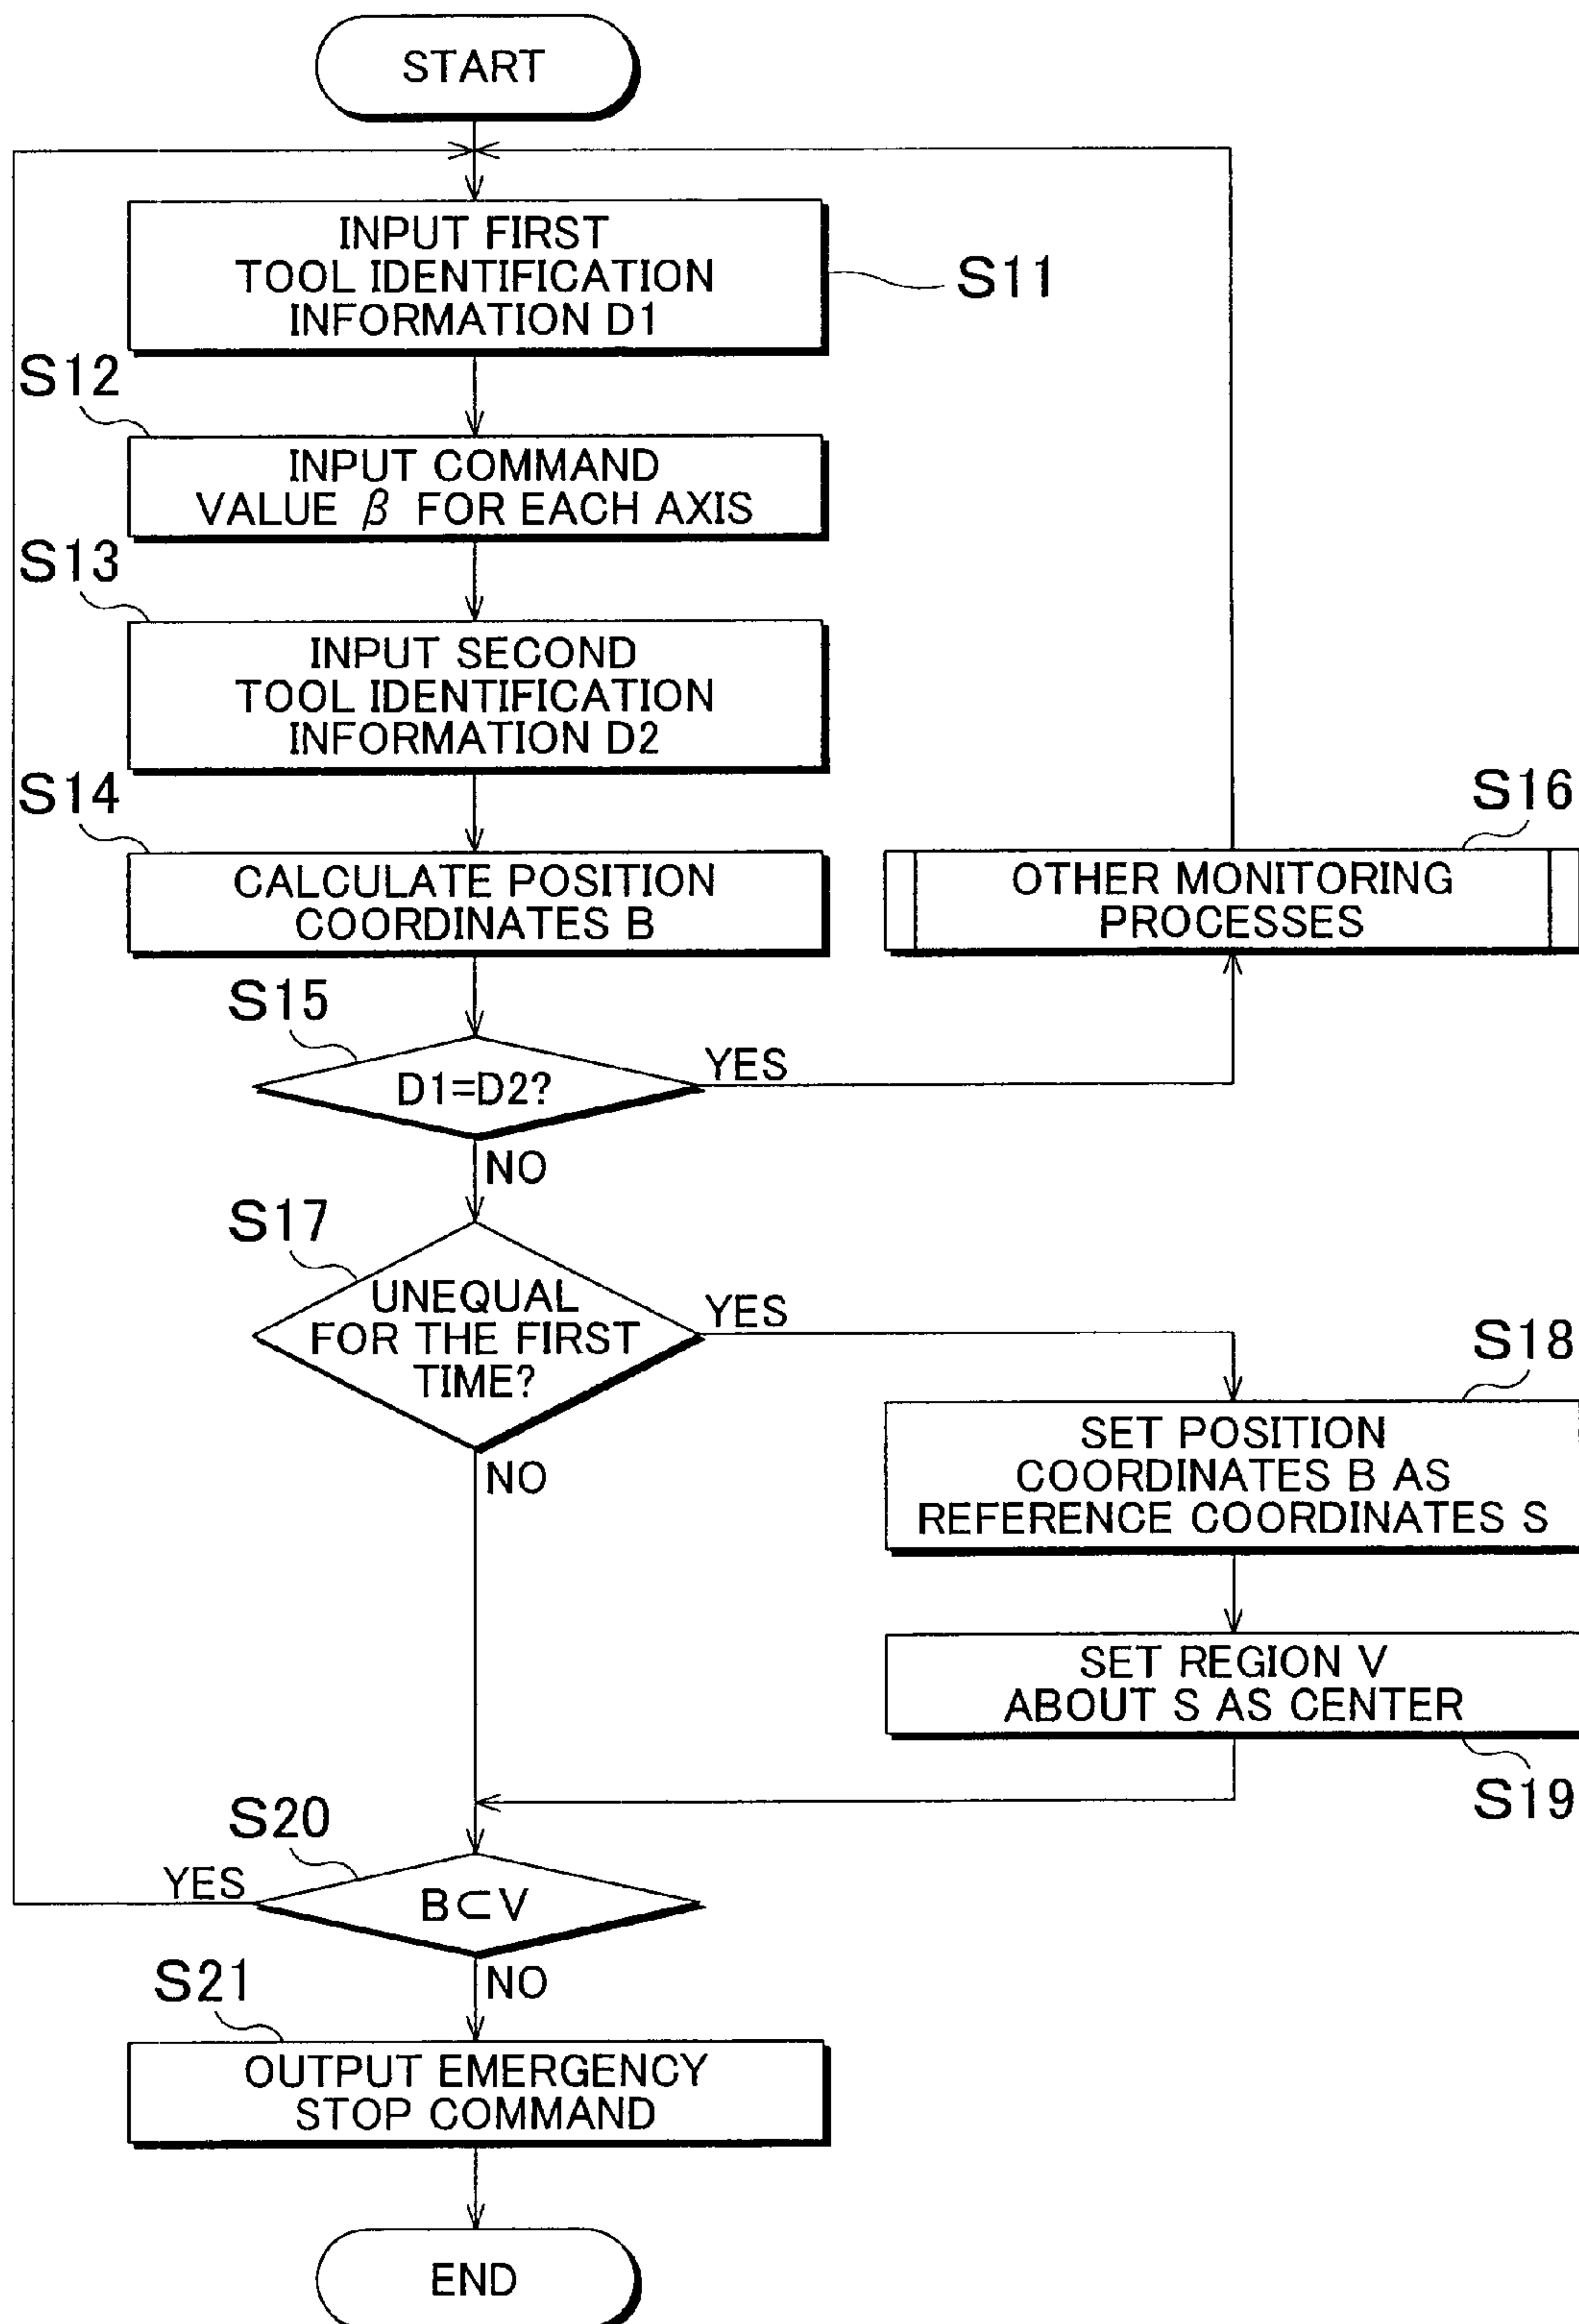 START
INPUT FIRST
TOOL IDENTIFICATION
INFORMATION D1
S11
S12
INPUT COMMAND
VALUE β FOR EACH AXIS
S13
INPUT SECOND
TOOL IDENTIFICATION
INFORMATION D2
S14
CALCULATE POSITION
COORDINATES B
S16
OTHER MONITORING
PROCESSES
S15
D1=D2?
YES
NO
S17
UNEQUAL
FOR THE FIRST
TIME?
YES
NO
S18
SET POSITION
COORDINATES B AS
REFERENCE COORDINATES S
SET REGION V
ABOUT S AS CENTER
S19
S20
YES
B⊂V
NO
S21
OUTPUT EMERGENCY
STOP COMMAND
END